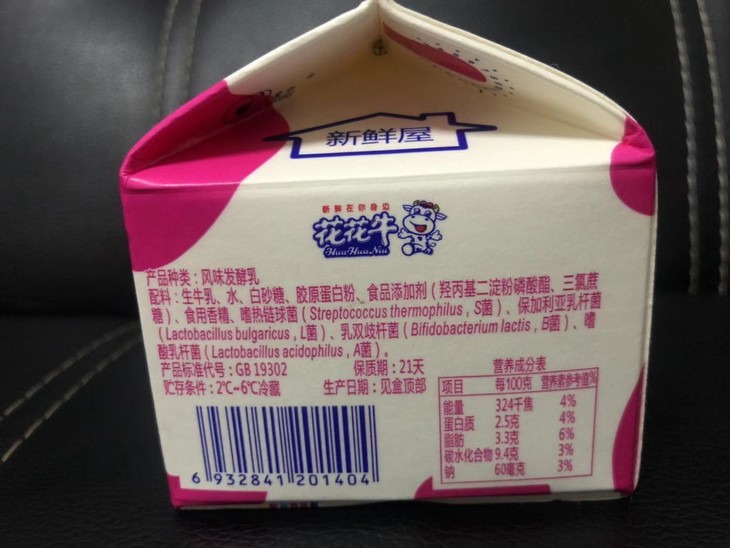 新鲜屋
新鲜在你身边
花花牛
HuaHuaNiu
产品种类：风味发酵乳
配料：生牛乳、水、白砂糖、胶原蛋白粉、食品添加剂（羟丙基二淀粉磷酸酯、三氯蔗
糖）、食用香精、嗜热链球菌（Streptococcus thermophilus，S菌）、保加利亚乳杆菌
（Lactobacillus bulgaricus，L菌）、乳双歧杆菌（Bifidobacterium lactis，B菌）、嗜
酸乳杆菌（Lactobacillus acidophilus，A菌）。
产品标准代号：GB 19302 保质期：21天
贮存条件：2℃~6℃冷藏 生产日期：见盒顶部
营养成分表
项目 每100克 营养素参考值%
能量 324千焦 4%
蛋白质 2.5克 4%
脂肪 3.3克 6%
碳水化合物 9.4克 3%
钠 60毫克 3%
6 932841 201404